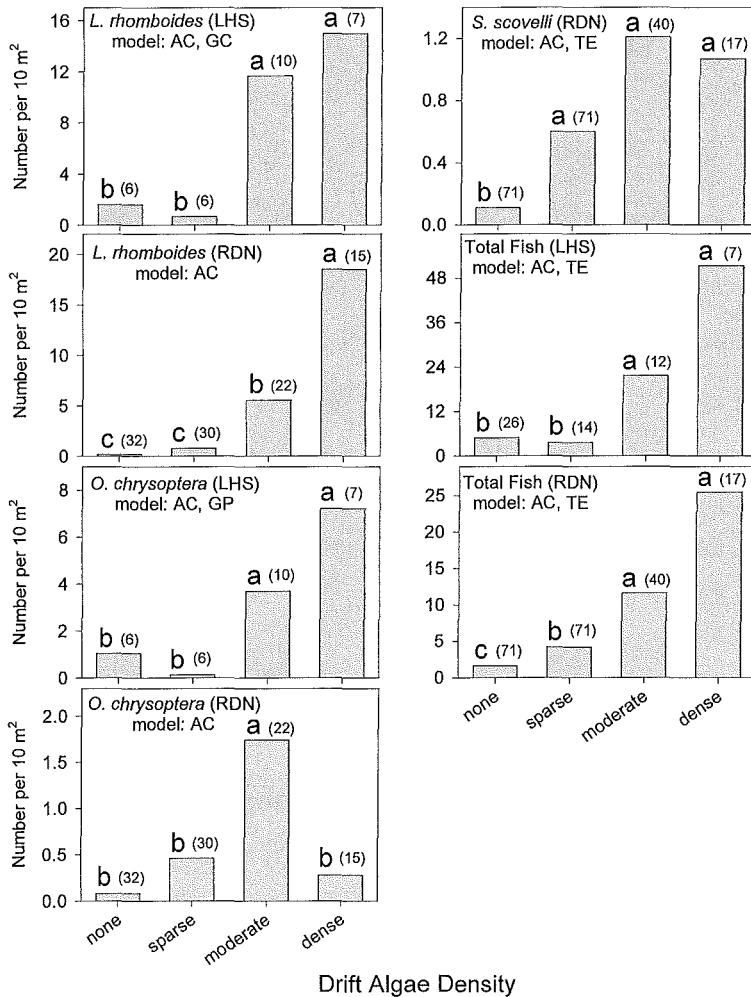 L. rhomboides (LHS)
model: AC, GC
16
12
8
4
0
Number per 10 m²
b (6)
b (6)
a (10)
a (7)
L. rhomboides (RDN)
model: AC
20
15
10
5
0
c (32)
c (30)
b (22)
a (15)
O. chrysoptera (LHS)
model: AC, GP
8
6
4
2
0
Number per 10 m²
b (6)
b (6)
a (10)
a (7)
O. chrysoptera (RDN)
model: AC
2.0
1.5
1.0
0.5
0.0
Number per 10 m²
b (32)
b (30)
a (22)
b (15)
none
sparse
moderate
dense
S. scovelli (RDN)
model: AC, TE
1.2
0.8
0.4
0.0
b (71)
a (71)
a (40)
a (17)
Total Fish (LHS)
model: AC, TE
48
36
24
12
0
b (26)
b (14)
a (12)
a (7)
Total Fish (RDN)
model: AC, TE
25
20
15
10
5
0
c (71)
b (71)
a (40)
a (17)
none
sparse
moderate
dense
Drift Algae Density